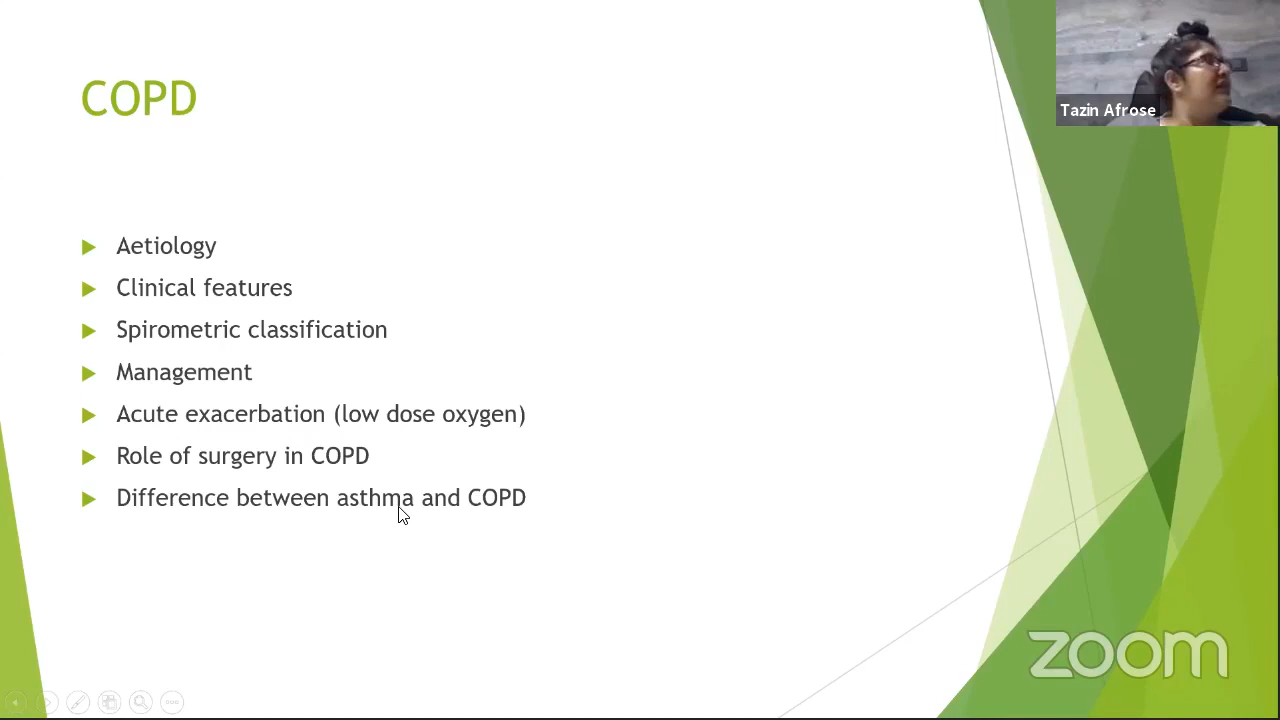 COPD
Tazin Afrose
Aetiology
Clinical features
Spirometric classification
Management
Acute exacerbation (low dose oxygen)
Role of surgery in COPD
Difference between asthma and COPD
zoom